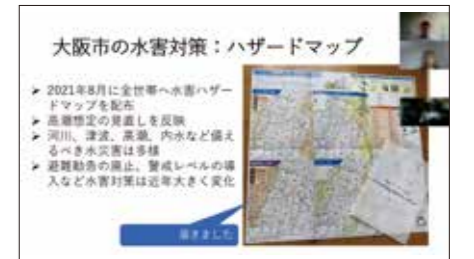 大阪市の水害対策：ハザードマップ
➢ 2021年8月に全世帯へ水害ハザー
ドマップを配布
➢ 高潮想定の見直しを反映
➢ 河川、津波、高潮、内水など備え
るべき水災害は多様
➢ 避難勧告の廃止、警戒レベルの導
入など水害対策は近年大きく変化
届きました